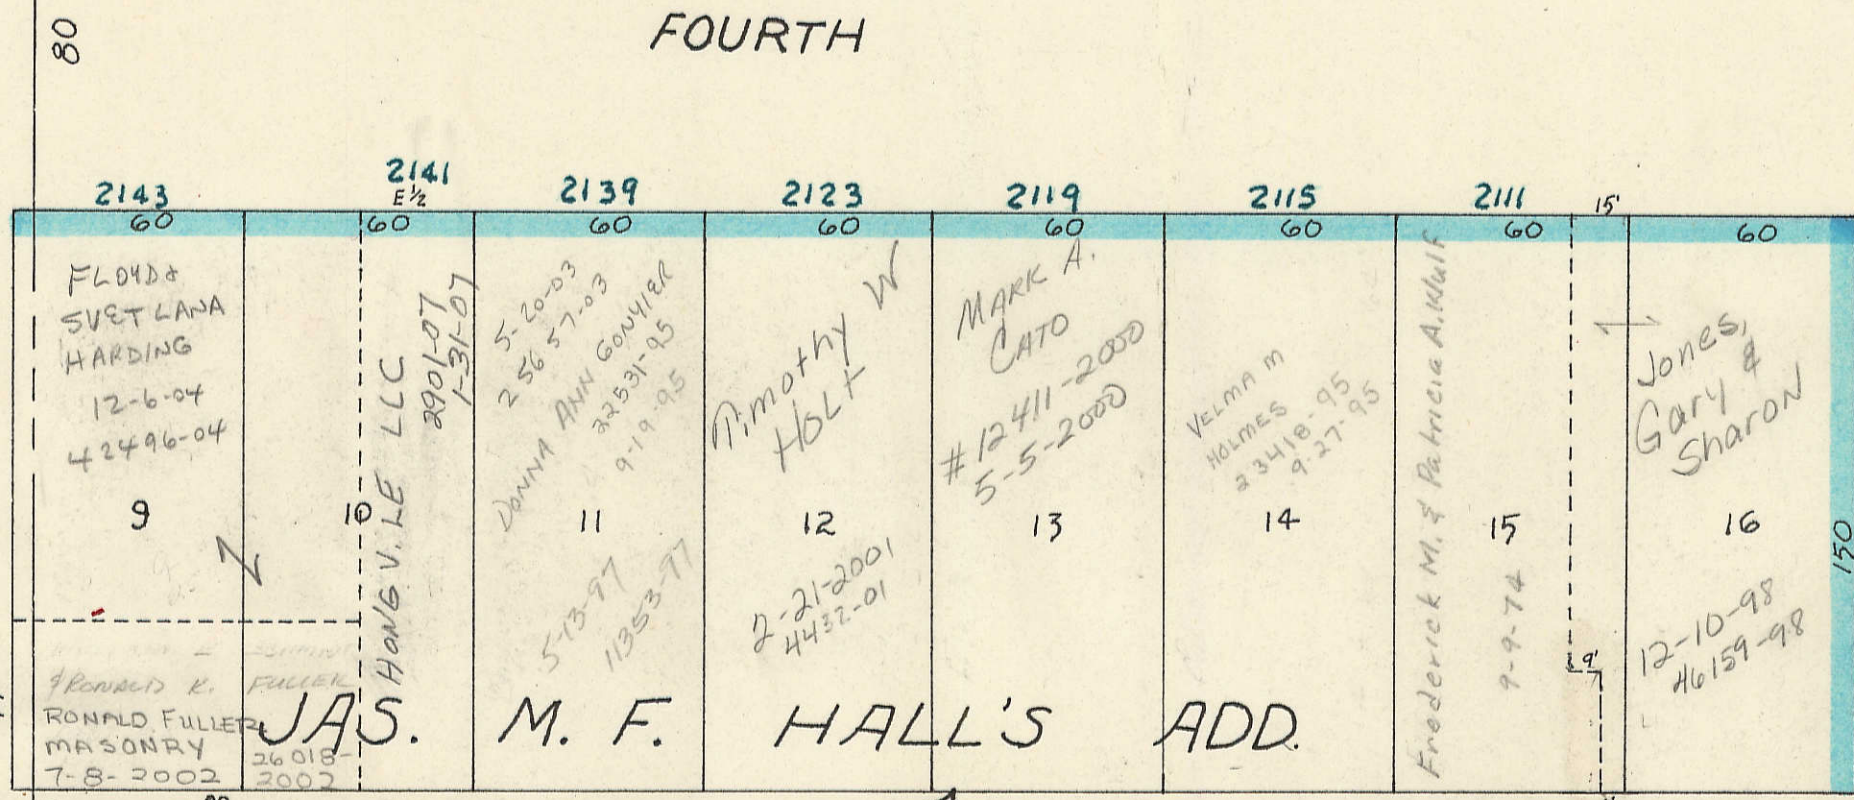 80
FOURTH
2143
2141
E½
2139
2123
2119
2115
2111
15'
60
60
60
60
60
60
60
60
FLOYD &
SVETLANA
HARDING
12-6-04
42496-04
9
10
HONG V. LE LLC
2901-07
1-31-07
5-20-03
25657-03
DONNA ANN GONYIER
22531-95
9-19-95
11
5-13-97
11353-97
Timothy W
HOLT
12
2-21-2001
4432-01
MARK A.
CATO
#12411-2000
5-5-2000
13
VELMA M
HOLMES
23418-95
9-27-95
14
Frederick M. & Patricia A. Wulf
9-9-74
15
9'
Jones,
Gary &
Sharon
16
12-10-98
46159-98
150
& RONALD K. FULLER
RONALD FULLER
MASONRY
7-8-2002
26018-
2002
JAS. M. F. HALL'S ADD.